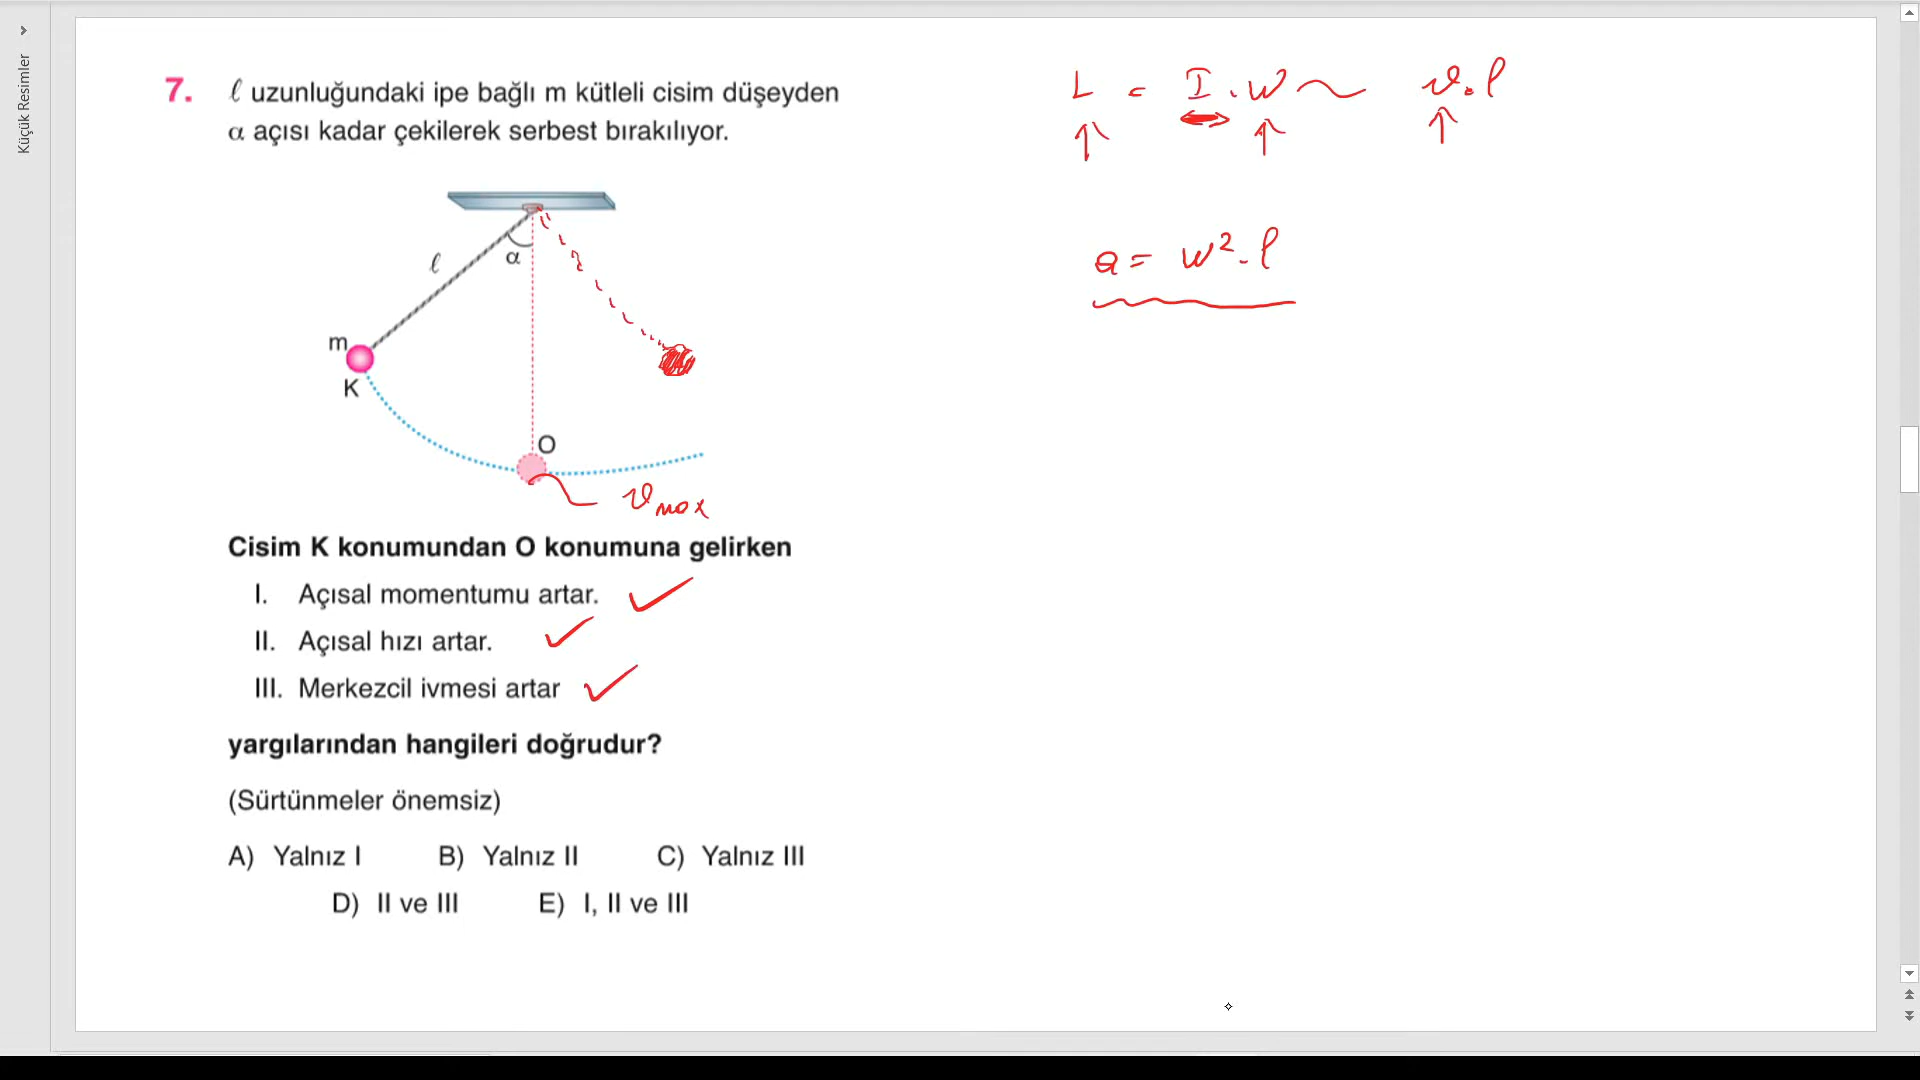 Küçük Resimler
7. ℓ uzunluğundaki ipe bağlı m kütleli cisim düşeyden
α açısı kadar çekilerek serbest bırakılıyor.
L = I . w v . l
a = w² . l
ℓ
α
m
K
O
v max
Cisim K konumundan O konumuna gelirken
I. Açısal momentumu artar.
II. Açısal hızı artar.
III. Merkezcil ivmesi artar
yargılarından hangileri doğrudur?
(Sürtünmeler önemsiz)
A) Yalnız I B) Yalnız II C) Yalnız III
D) II ve III E) I, II ve III